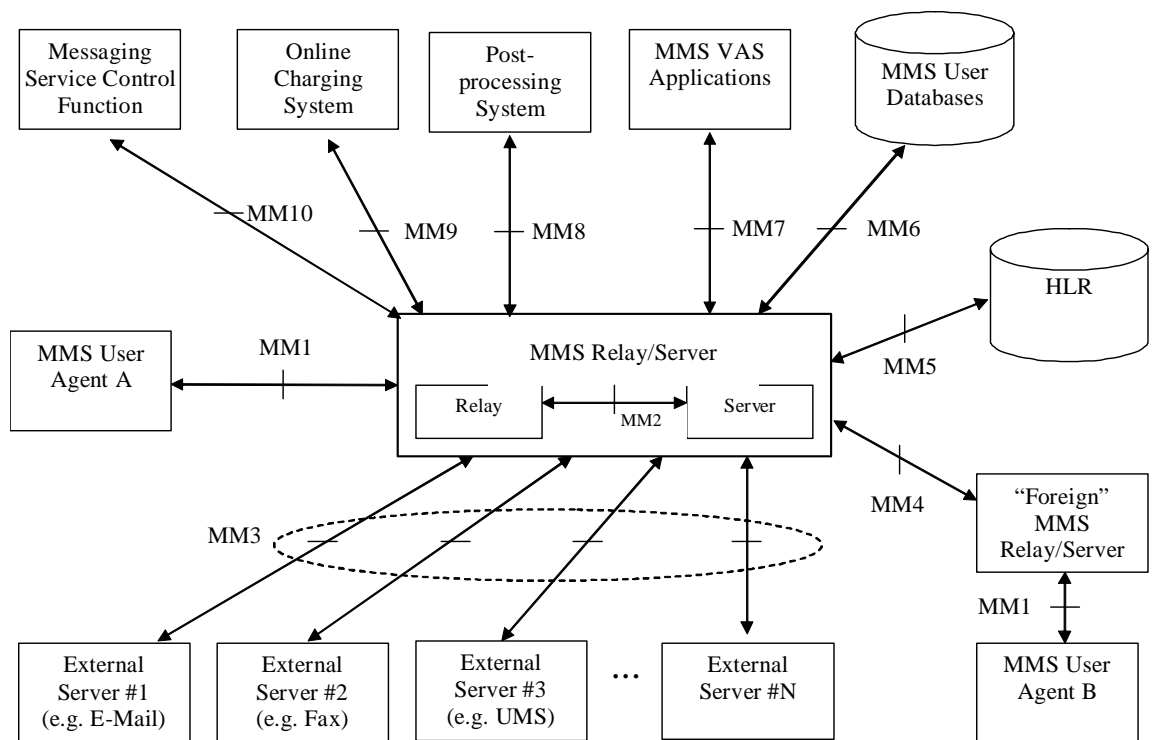 Messaging
Service Control
Function
Online
Charging
System
Post-
processing
System
MMS VAS
Applications
MMS User
Databases
MM10
MM9
MM8
MM7
MM6
HLR
MMS User
Agent A
MM1
MMS Relay/Server
Relay
MM2
Server
MM5
MM4
“Foreign”
MMS
Relay/Server
MM3
MM1
External
Server #1
(e.g. E-Mail)
External
Server #2
(e.g. Fax)
External
Server #3
(e.g. UMS)
...
External
Server #N
MMS User
Agent B